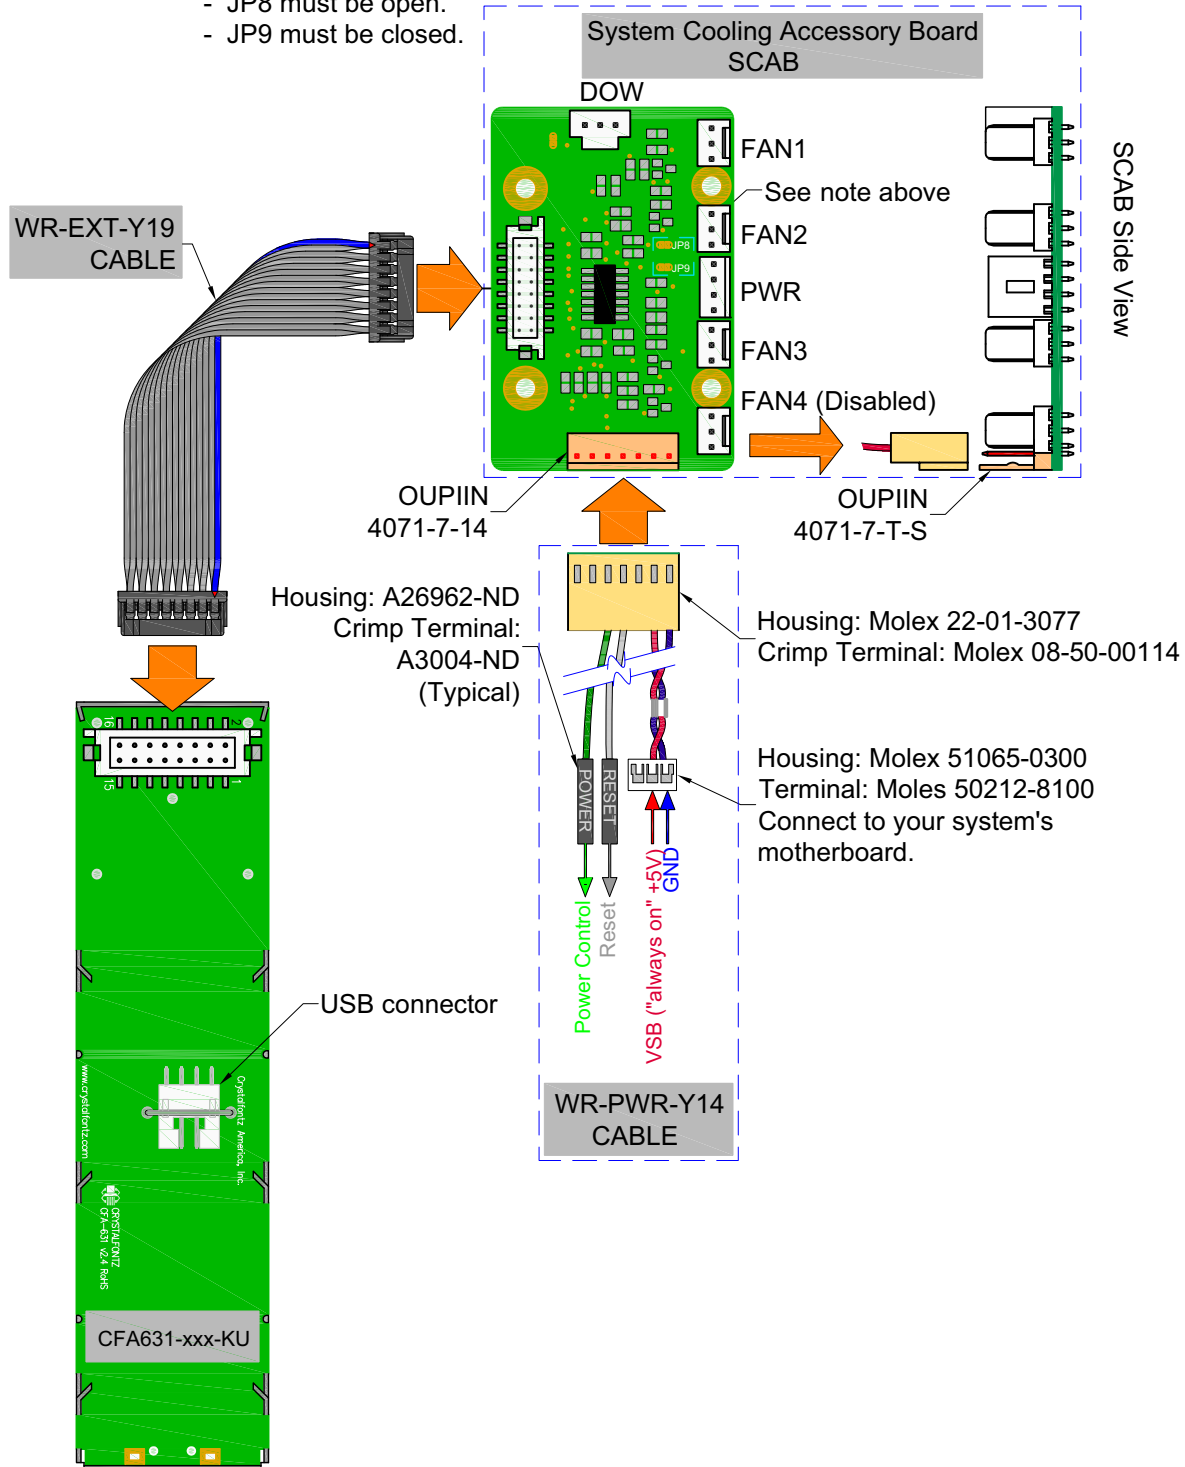 - JP8 must be open.
- JP9 must be closed.
System Cooling Accessory Board
SCAB
DOW
FAN1
See note above
FAN2
JP8
JP9
PWR
FAN3
FAN4 (Disabled)
SCAB Side View
WR-EXT-Y19
CABLE
OUPIIN
4071-7-14
OUPIIN
4071-7-T-S
Housing: A26962-ND
Crimp Terminal:
A3004-ND
(Typical)
Housing: Molex 22-01-3077
Crimp Terminal: Molex 08-50-00114
Housing: Molex 51065-0300
Terminal: Moles 50212-8100
Connect to your system's
motherboard.
POWER
RESET
Power Control
Reset
VSB ("always on" +5V)
GND
WR-PWR-Y14
CABLE
16
2
15
1
USB connector
www.crystalfontz.com
Crystalfontz America, Inc.
CRYSTALFONTZ
CFA-631 v2.4 RoHS
CFA631-xxx-KU